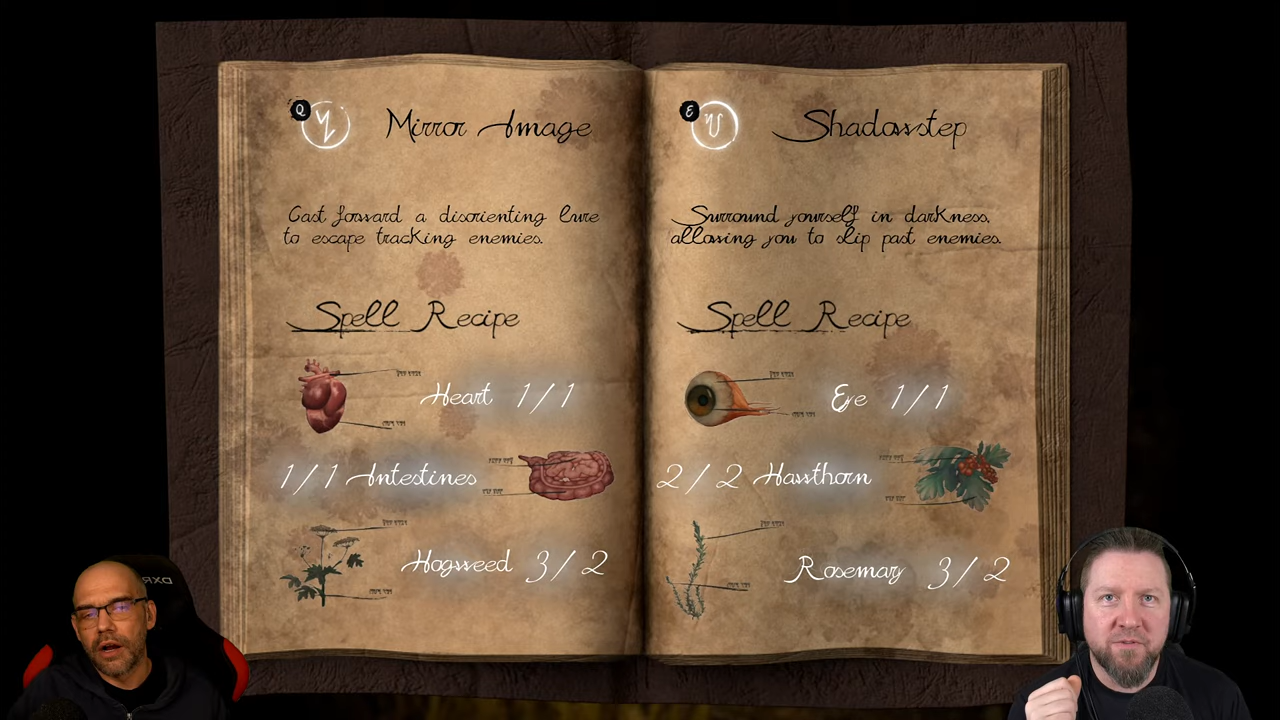 Q
Mirror Image
Cast forward a disorienting lure
to escape tracking enemies.
Spell Recipe
Heart 1/1
1/1 Intestines
Hogweed 3/2
E
Shadowstep
Surround yourself in darkness,
allowing you to slip past enemies.
Spell Recipe
Eye 1/1
2/2 Hawthorn
Rosemary 3/2
DXR